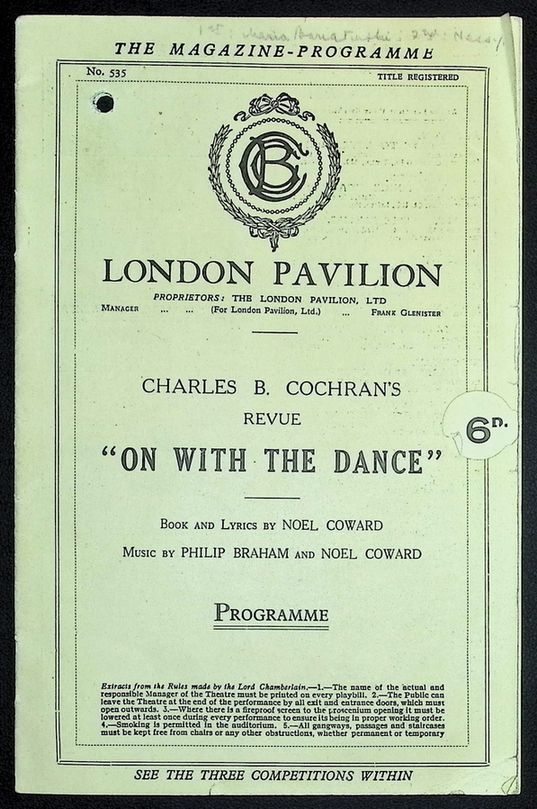 THE MAGAZINE-PROGRAMME
No. 535 TITLE REGISTERED
CBC
LONDON PAVILION
PROPRIETORS: THE LONDON PAVILION, LTD
MANAGER ... ... (For London Pavilion, Ltd.) ... FRANK GLENISTER
CHARLES B. COCHRAN'S
REVUE
6D.
"ON WITH THE DANCE"
BOOK AND LYRICS BY NOEL COWARD
MUSIC BY PHILIP BRAHAM AND NOEL COWARD
PROGRAMME
Extracts from the Rules made by the Lord Chamberlain.—1.—The name of the actual and
responsible Manager of the Theatre must be printed on every playbill. 2.—The Public can
leave the Theatre at the end of the performance by all exit and entrance doors, which must
open outwards. 3.—Where there is a fireproof screen to the proscenium opening it must be
lowered at least once during every performance to ensure its being in proper working order.
4.—Smoking is permitted in the auditorium. 5.—All gangways, passages and staircases
must be kept free from chairs or any other obstructions, whether permanent or temporary
SEE THE THREE COMPETITIONS WITHIN